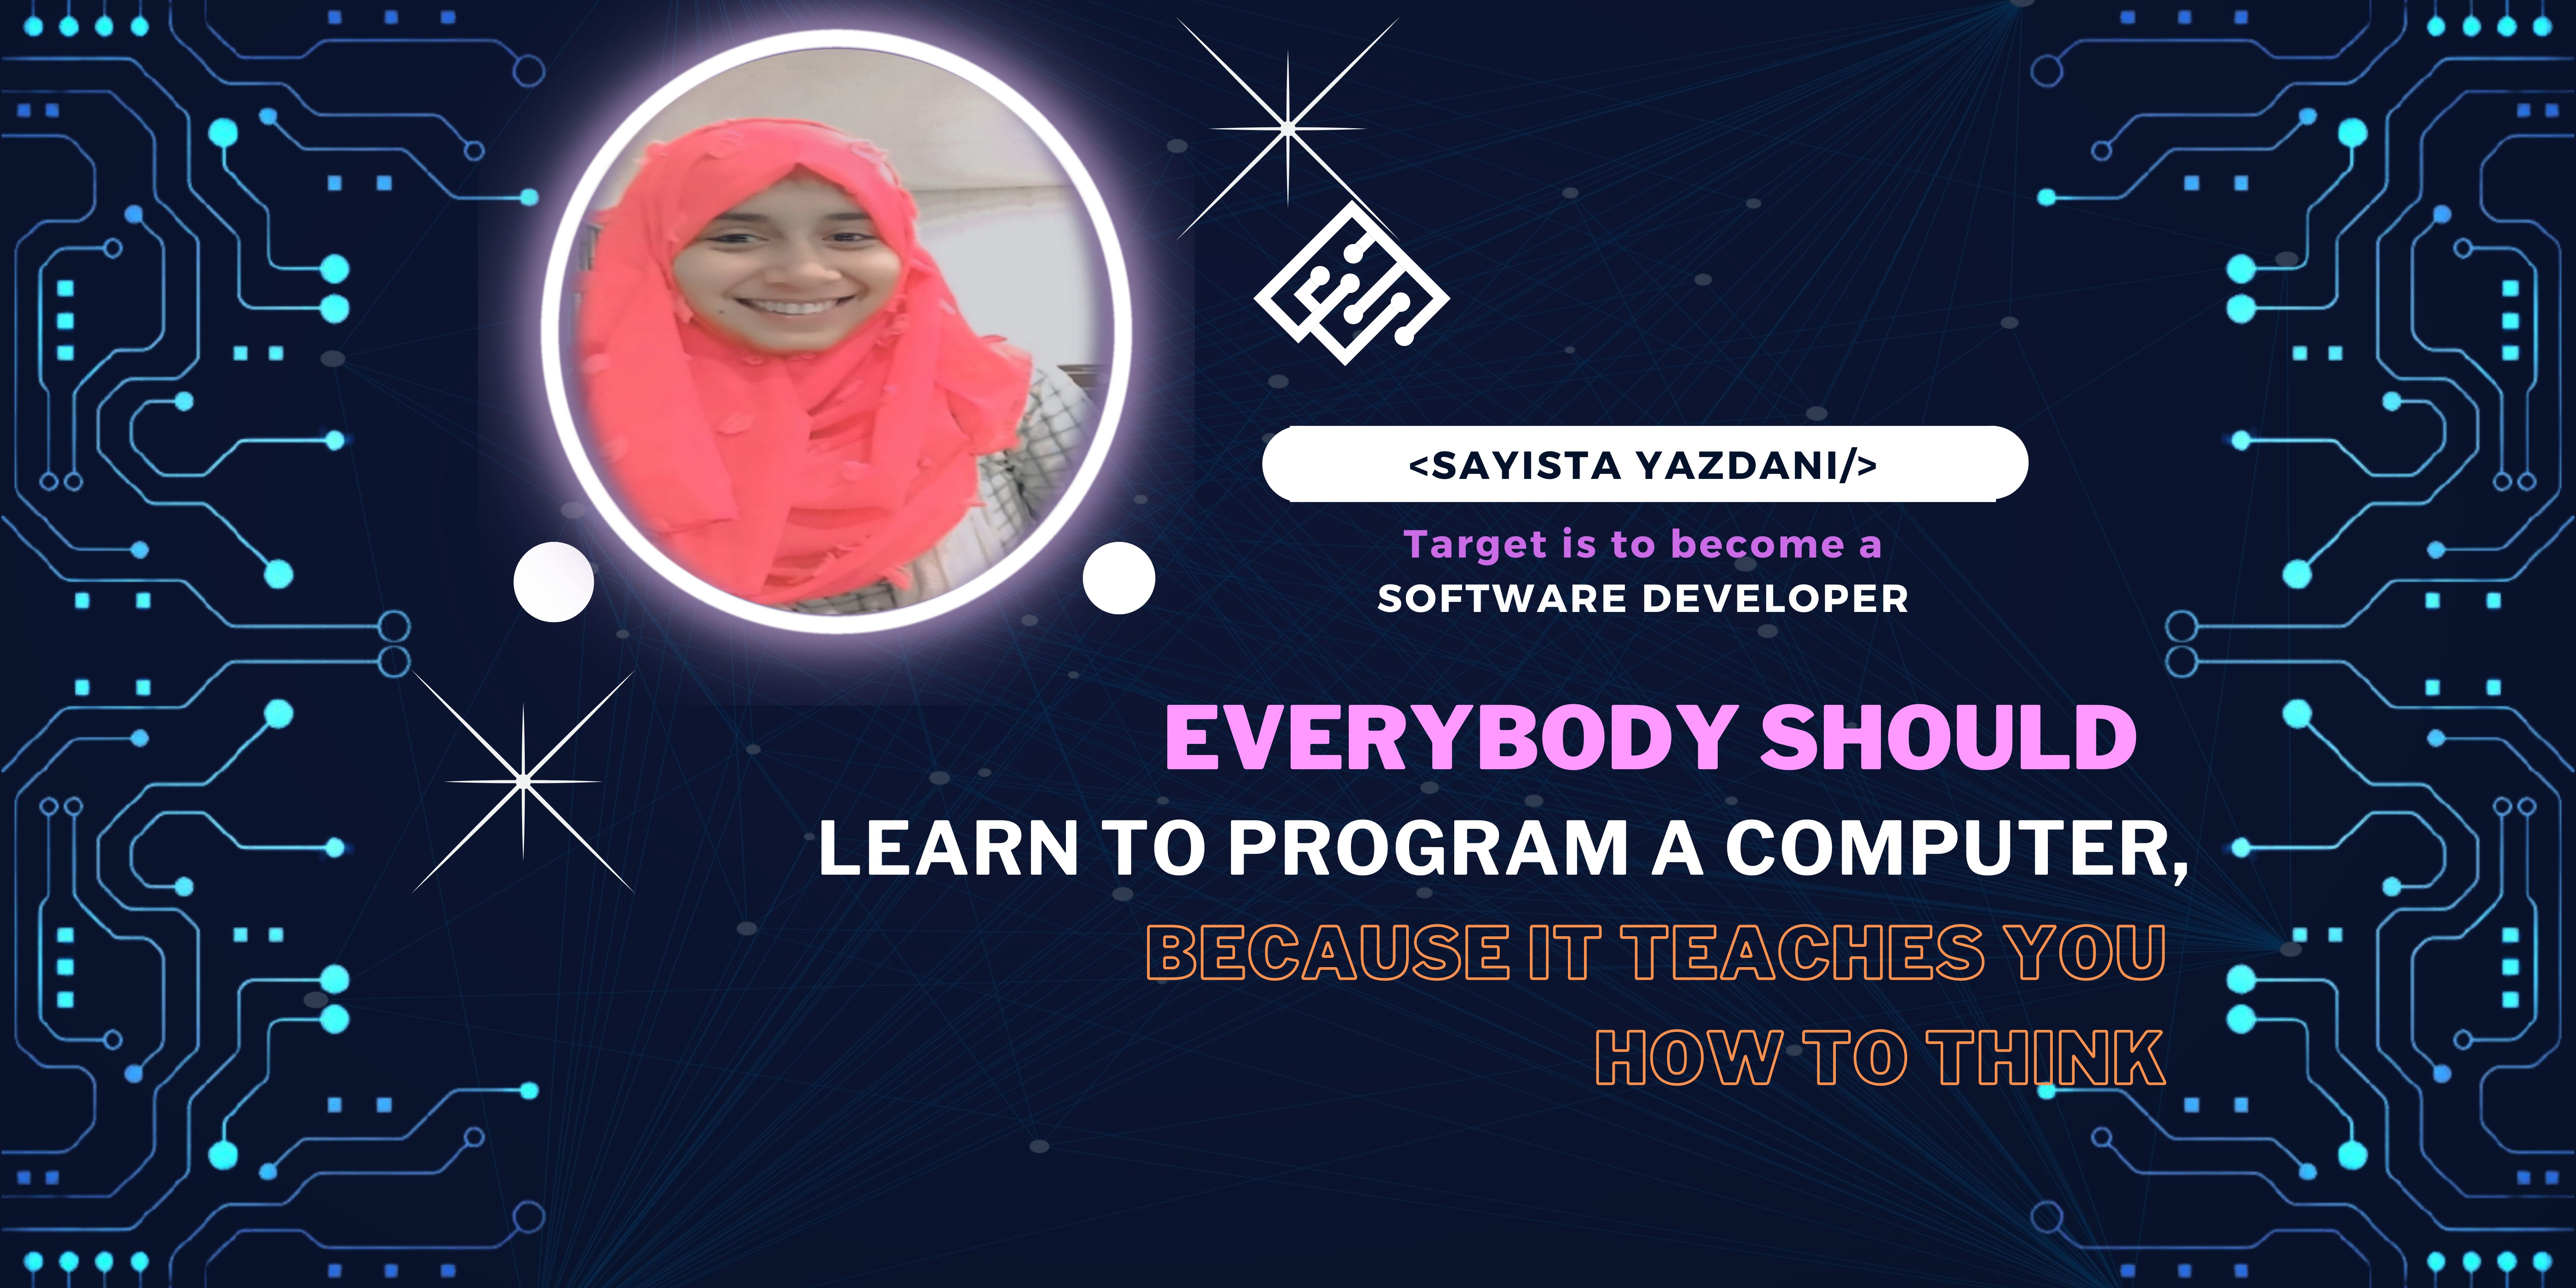 <SAYISTA YAZDANI/>
Target is to become a
SOFTWARE DEVELOPER
EVERYBODY SHOULD
LEARN TO PROGRAM A COMPUTER,
BECAUSE IT TEACHES YOU
HOW TO THINK